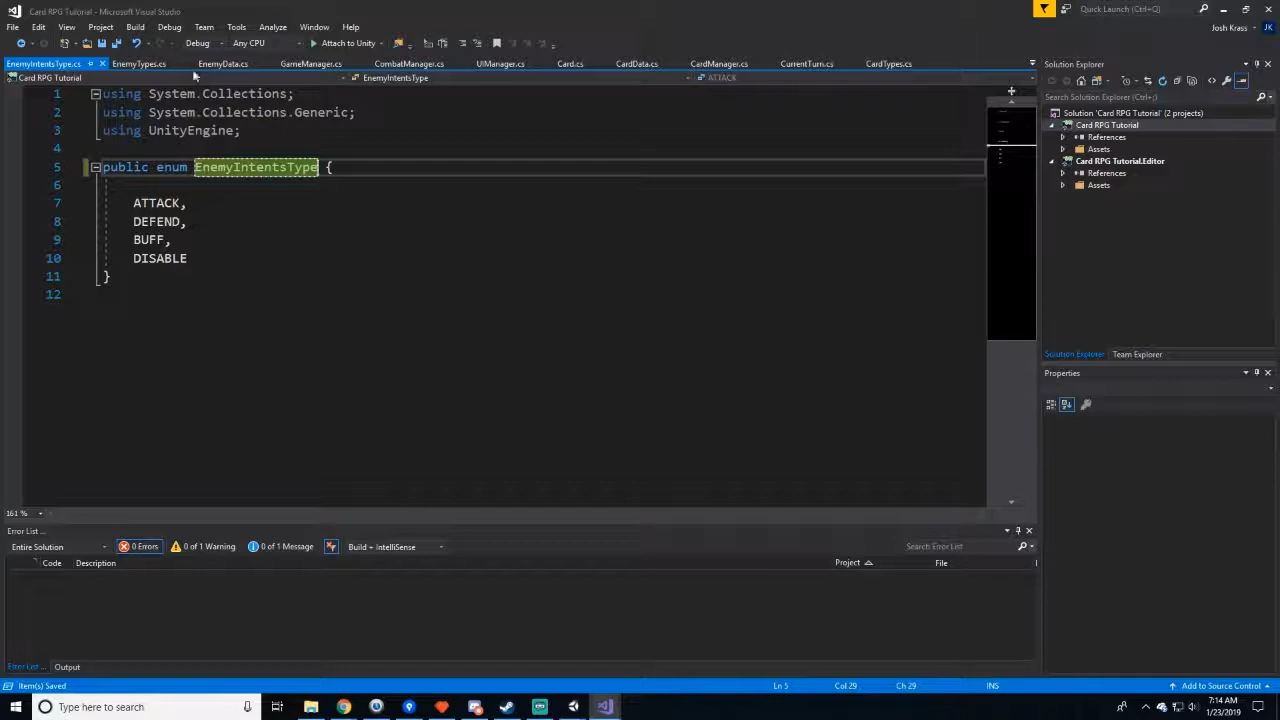 Card RPG Tutorial - Microsoft Visual Studio
Quick Launch (Ctrl+Q)
File Edit View Project Build Debug Team Tools Analyze Window Help
Josh Krass JK
Debug Any CPU Attach to Unity
EnemyIntentsType.cs EnemyTypes.cs EnemyData.cs GameManager.cs CombatManager.cs UIManager.cs Card.cs CardData.cs CardManager.cs CurrentTurn.cs CardTypes.cs
Card RPG Tutorial EnemyIntentsType ATTACK
1 using System.Collections;
2 using System.Collections.Generic;
3 using UnityEngine;
4
5 public enum EnemyIntentsType {
6
7 ATTACK,
8 DEFEND,
9 BUFF,
10 DISABLE
11 }
12
161 %
Solution Explorer
Search Solution Explorer (Ctrl+;)
Solution 'Card RPG Tutorial' (2 projects)
Card RPG Tutorial
References
Assets
Card RPG Tutorial.Editor
References
Assets
Solution Explorer Team Explorer
Properties
Error List ...
Entire Solution 0 Errors 0 of 1 Warning 0 of 1 Message Build + IntelliSense Search Error List
Code Description Project File
Error List ... Output
Item(s) Saved Ln 5 Col 29 Ch 29 INS Add to Source Control
Type here to search
7:14 AM
1/23/2019